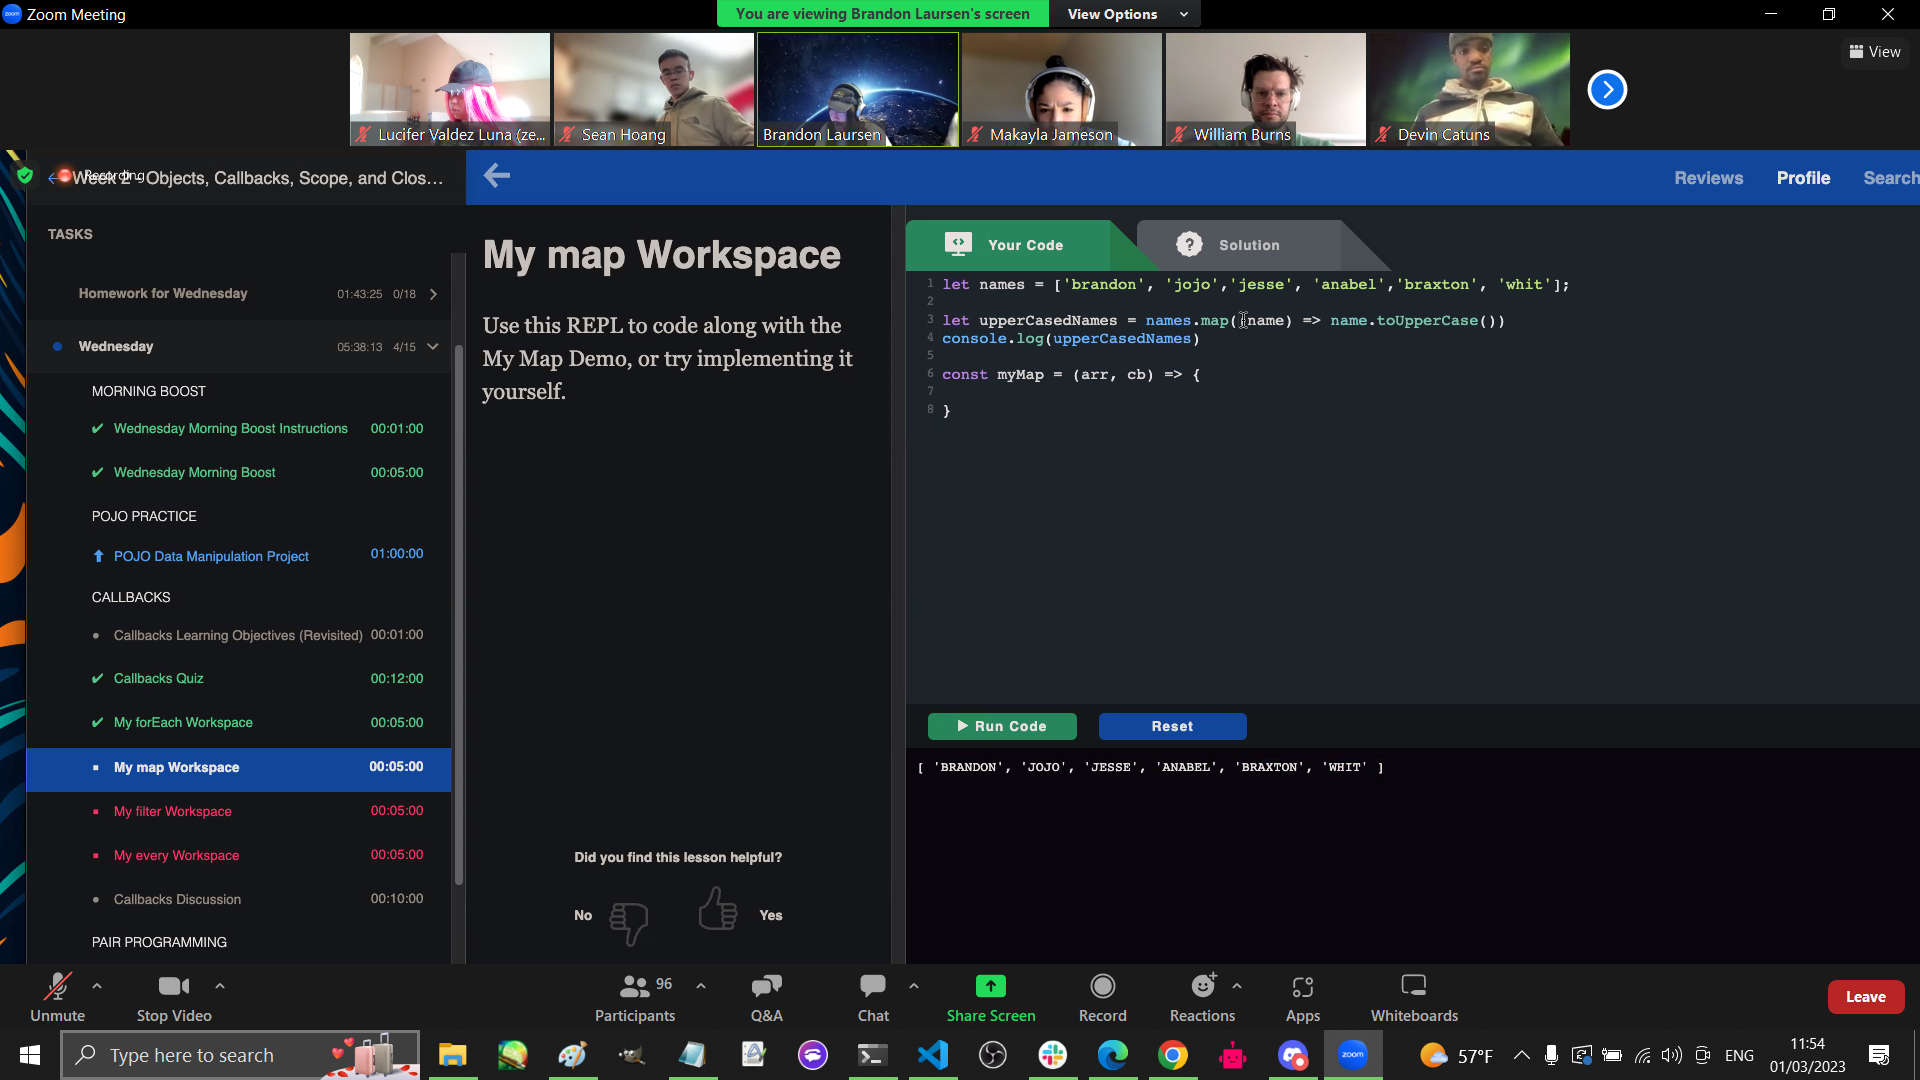 Zoom Meeting
You are viewing Brandon Laursen's screen
View Options
View
Lucifer Valdez Luna (ze...
Sean Hoang
Brandon Laursen
Makayla Jameson
William Burns
Devin Catuns
Recording
Week 2 - Objects, Callbacks, Scope, and Clos...
Reviews
Profile
Search
TASKS
Homework for Wednesday 01:43:25 0/18
Wednesday 05:38:13 4/15
MORNING BOOST
Wednesday Morning Boost Instructions 00:01:00
Wednesday Morning Boost 00:05:00
POJO PRACTICE
POJO Data Manipulation Project 01:00:00
CALLBACKS
Callbacks Learning Objectives (Revisited) 00:01:00
Callbacks Quiz 00:12:00
My forEach Workspace 00:05:00
My map Workspace 00:05:00
My filter Workspace 00:05:00
My every Workspace 00:05:00
Callbacks Discussion 00:10:00
PAIR PROGRAMMING
My map Workspace
Use this REPL to code along with the
My Map Demo, or try implementing it
yourself.
Did you find this lesson helpful?
No
Yes
Your Code
Solution
1 let names = ['brandon', 'jojo','jesse', 'anabel','braxton', 'whit'];
2
3 let upperCasedNames = names.map((name) => name.toUpperCase())
4 console.log(upperCasedNames)
5
6 const myMap = (arr, cb) => {
7
8 }
Run Code
Reset
[ 'BRANDON', 'JOJO', 'JESSE', 'ANABEL', 'BRAXTON', 'WHIT' ]
Unmute
Stop Video
96
Participants
Q&A
Chat
Share Screen
Record
Reactions
Apps
Whiteboards
Leave
Type here to search
zoom
57°F
ENG
11:54
01/03/2023